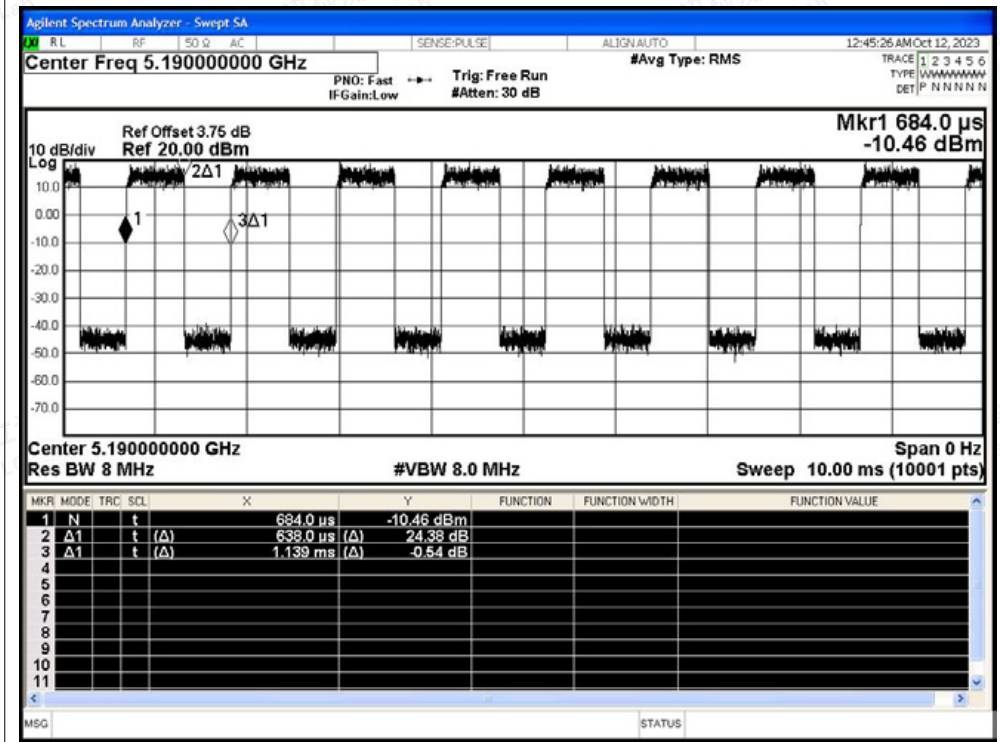 Agilent Spectrum Analyzer - Swept SA
RL RF 50 Ω AC SENSE:PULSE ALIGNAUTO 12:45:26 AM Oct 12, 2023
Center Freq 5.190000000 GHz #Avg Type: RMS TRACE 1 2 3 4 5 6
PNO: Fast Trig: Free Run TYPE WWWWWW
IFGain:Low #Atten: 30 dB DET P N N N N N
Mkr1 684.0 µs
-10.46 dBm
Ref Offset 3.75 dB
10 dB/div Ref 20.00 dBm
Log
2Δ1
10.0
0.00
1
3Δ1
-10.0
-20.0
-30.0
-40.0
-50.0
-60.0
-70.0
Center 5.190000000 GHz Span 0 Hz
Res BW 8 MHz #VBW 8.0 MHz Sweep 10.00 ms (10001 pts)
MKR MODE TRC SCL X Y FUNCTION FUNCTION WIDTH FUNCTION VALUE
1 N t 684.0 µs -10.46 dBm
2 Δ1 t (Δ) 638.0 µs (Δ) 24.38 dB
3 Δ1 t (Δ) 1.139 ms (Δ) -0.54 dB
4
5
6
7
8
9
10
11
MSG STATUS